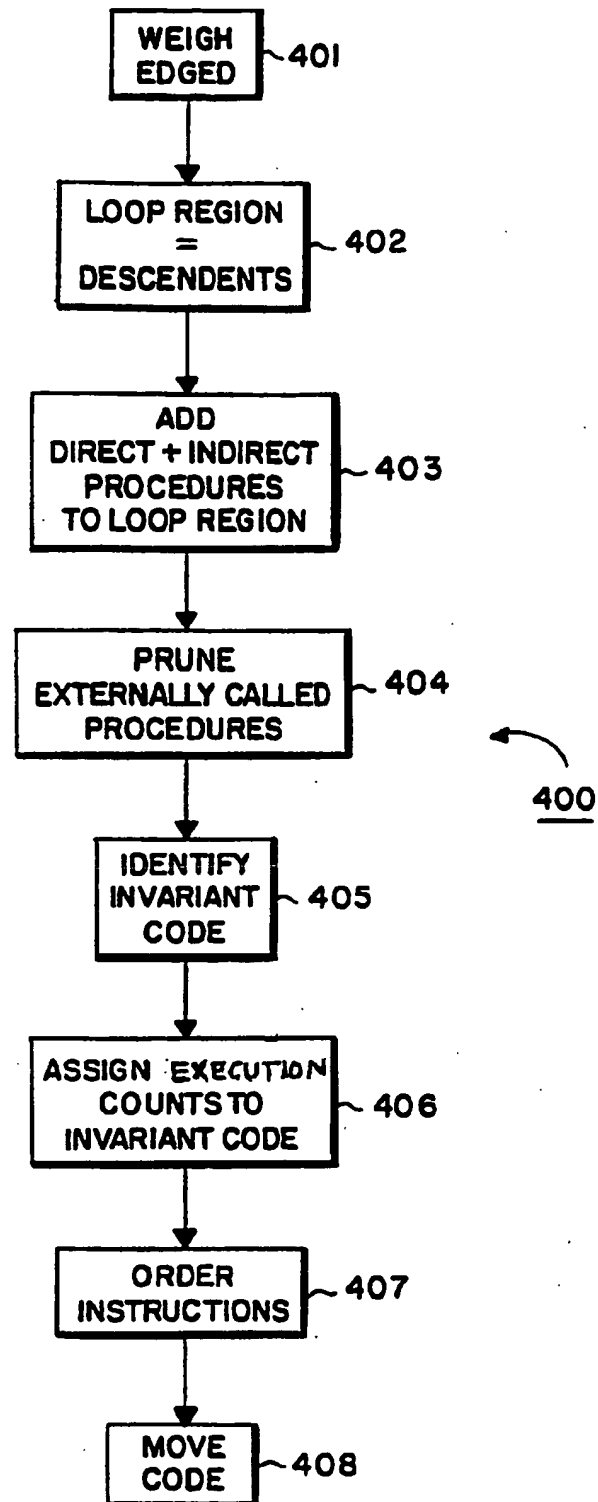 WEIGH
EDGED
401
LOOP REGION
=
DESCENDENTS
402
ADD
DIRECT + INDIRECT
PROCEDURES
TO LOOP REGION
403
PRUNE
EXTERNALLY CALLED
PROCEDURES
404
400
IDENTIFY
INVARIANT
CODE
405
ASSIGN EXECUTION
COUNTS TO
INVARIANT CODE
406
ORDER
INSTRUCTIONS
407
MOVE
CODE
408